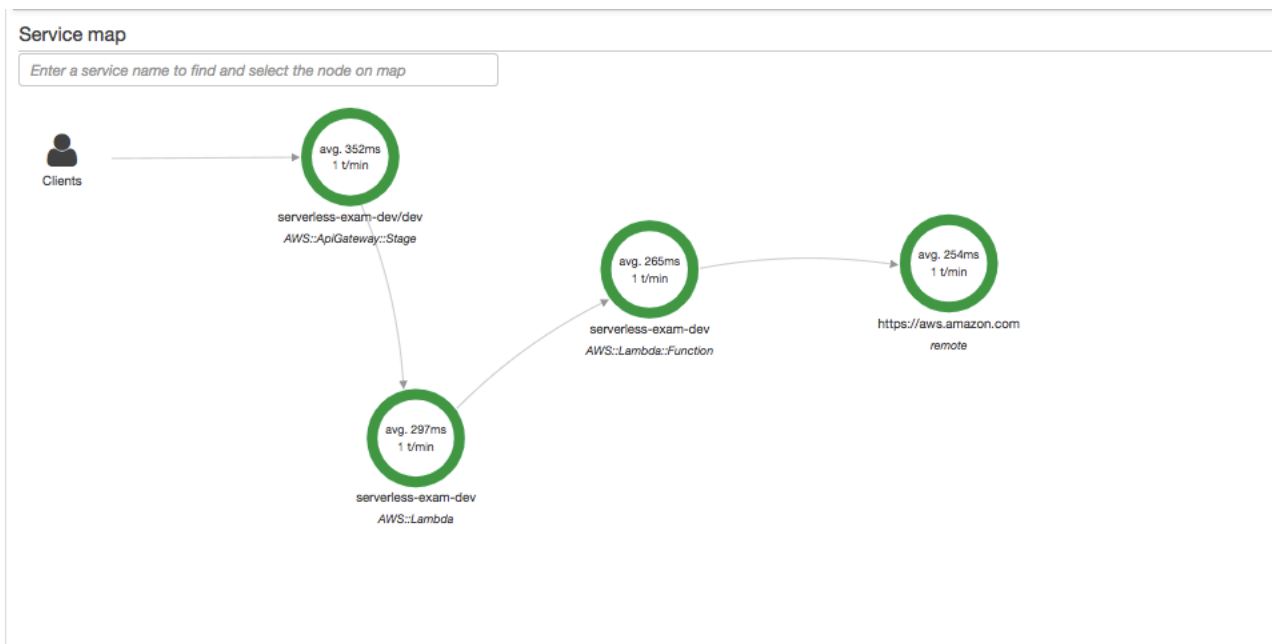 Service map
Enter a service name to find and select the node on map
Clients
avg. 352ms
1 t/min
serverless-exam-dev/dev
AWS::ApiGateway::Stage
avg. 265ms
1 t/min
serverless-exam-dev
AWS::Lambda::Function
avg. 254ms
1 t/min
https://aws.amazon.com
remote
avg. 297ms
1 t/min
serverless-exam-dev
AWS::Lambda